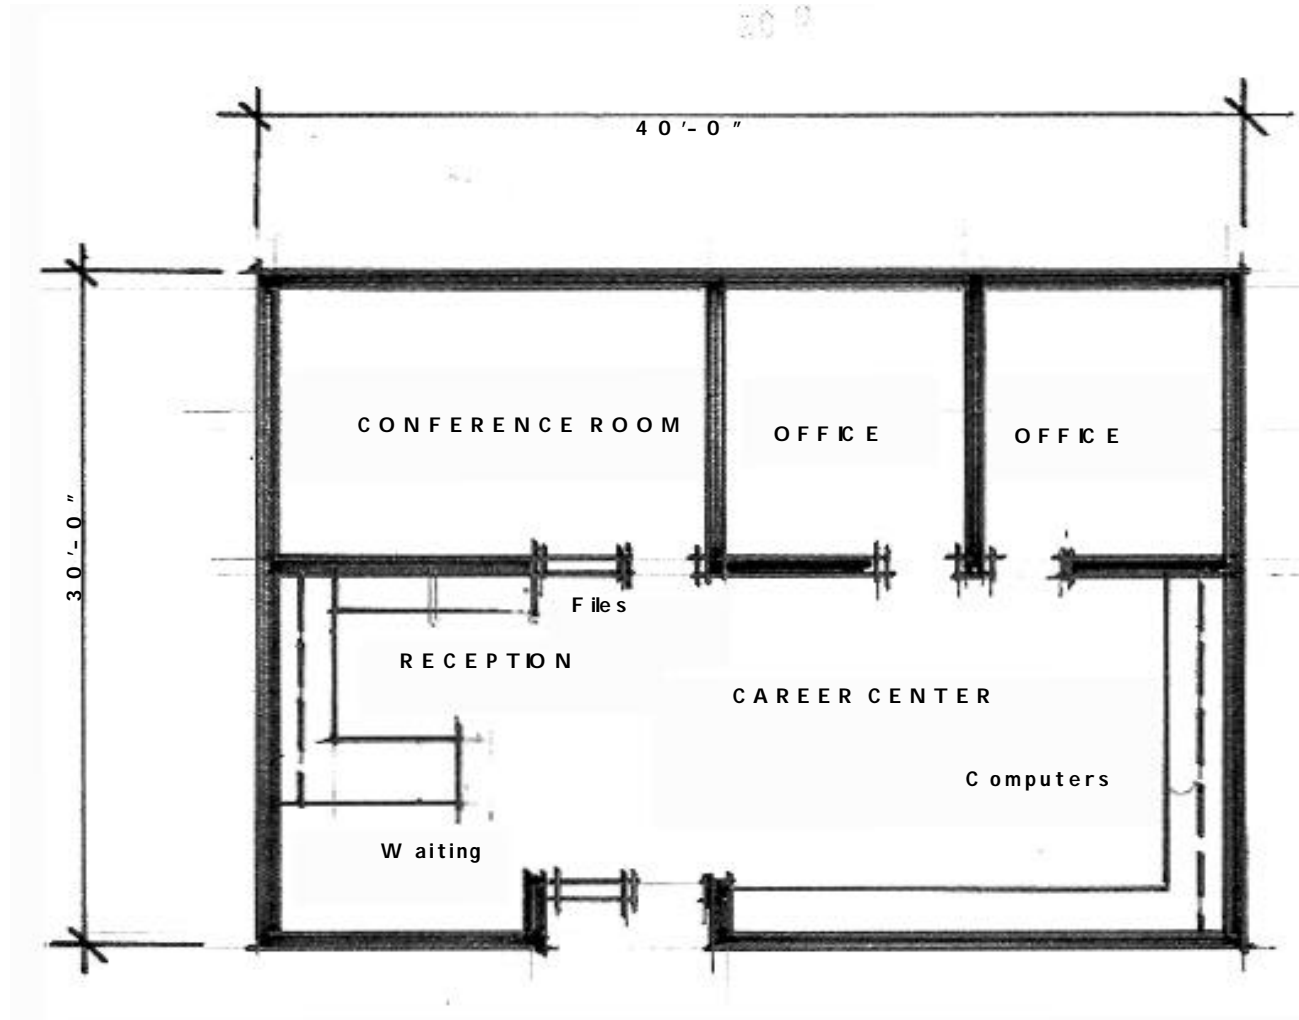 40'-0"
CONFERENCE ROOM
OFFICE
OFFICE
30'-0"
Files
RECEPTION
CAREER CENTER
Computers
Waiting